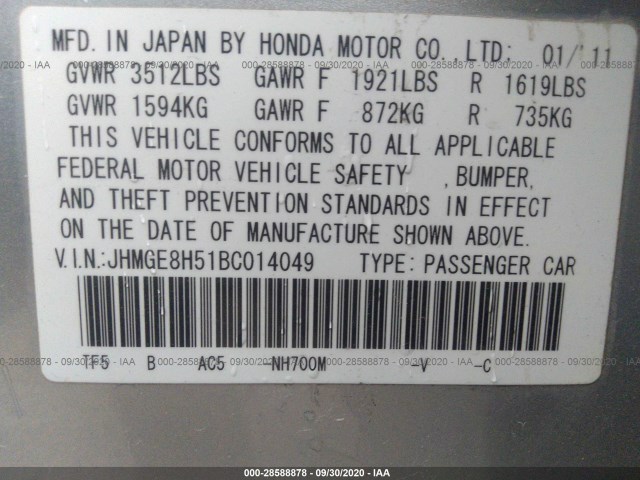 MFD. IN JAPAN BY HONDA MOTOR CO., LTD; 01/'11
GVWR 3512LBS GAWR F 1921LBS R 1619LBS
GVWR 1594KG GAWR F 872KG R 735KG
THIS VEHICLE CONFORMS TO ALL APPLICABLE
FEDERAL MOTOR VEHICLE SAFETY , BUMPER,
AND THEFT PREVENTION STANDARDS IN EFFECT
ON THE DATE OF MANUFACTURE SHOWN ABOVE.
V.I.N.:JHMGE8H51BC014049 TYPE: PASSENGER CAR
TF5 B AC5 -NH700M -V -C
000-28588878 - 09/30/2020 - IAA